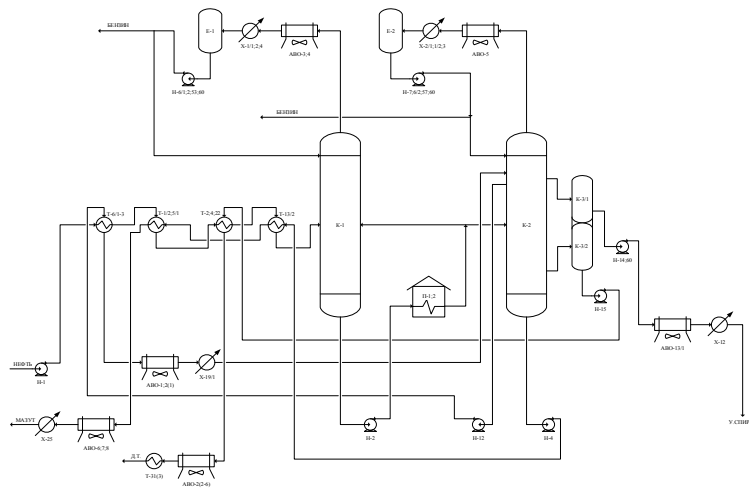 БЕНЗИН
Е-1
Х-1/1;2;4
АВО-3;4
Н-6/1,2;53;60
Е-2
Х-2/1;1/2,3
АВО-5
Н-7;6/2;57;60
БЕНЗИН
Т-6/1-3
Т-1/2;5/1
Т-2;4;22
Т-13/2
К-1
К-2
К-3/1
К-3/2
Н-14;60
П-1;2
Н-15
АВО-13/1
Х-12
НЕФТЬ
Н-1
АВО-1;2(1)
Х-19/1
МАЗУТ
Х-25
АВО-6;7;8
Н-2
Н-12
Н-4
У.СПИР
Д.Т.
Т-31(3)
АВО-2(2-6)